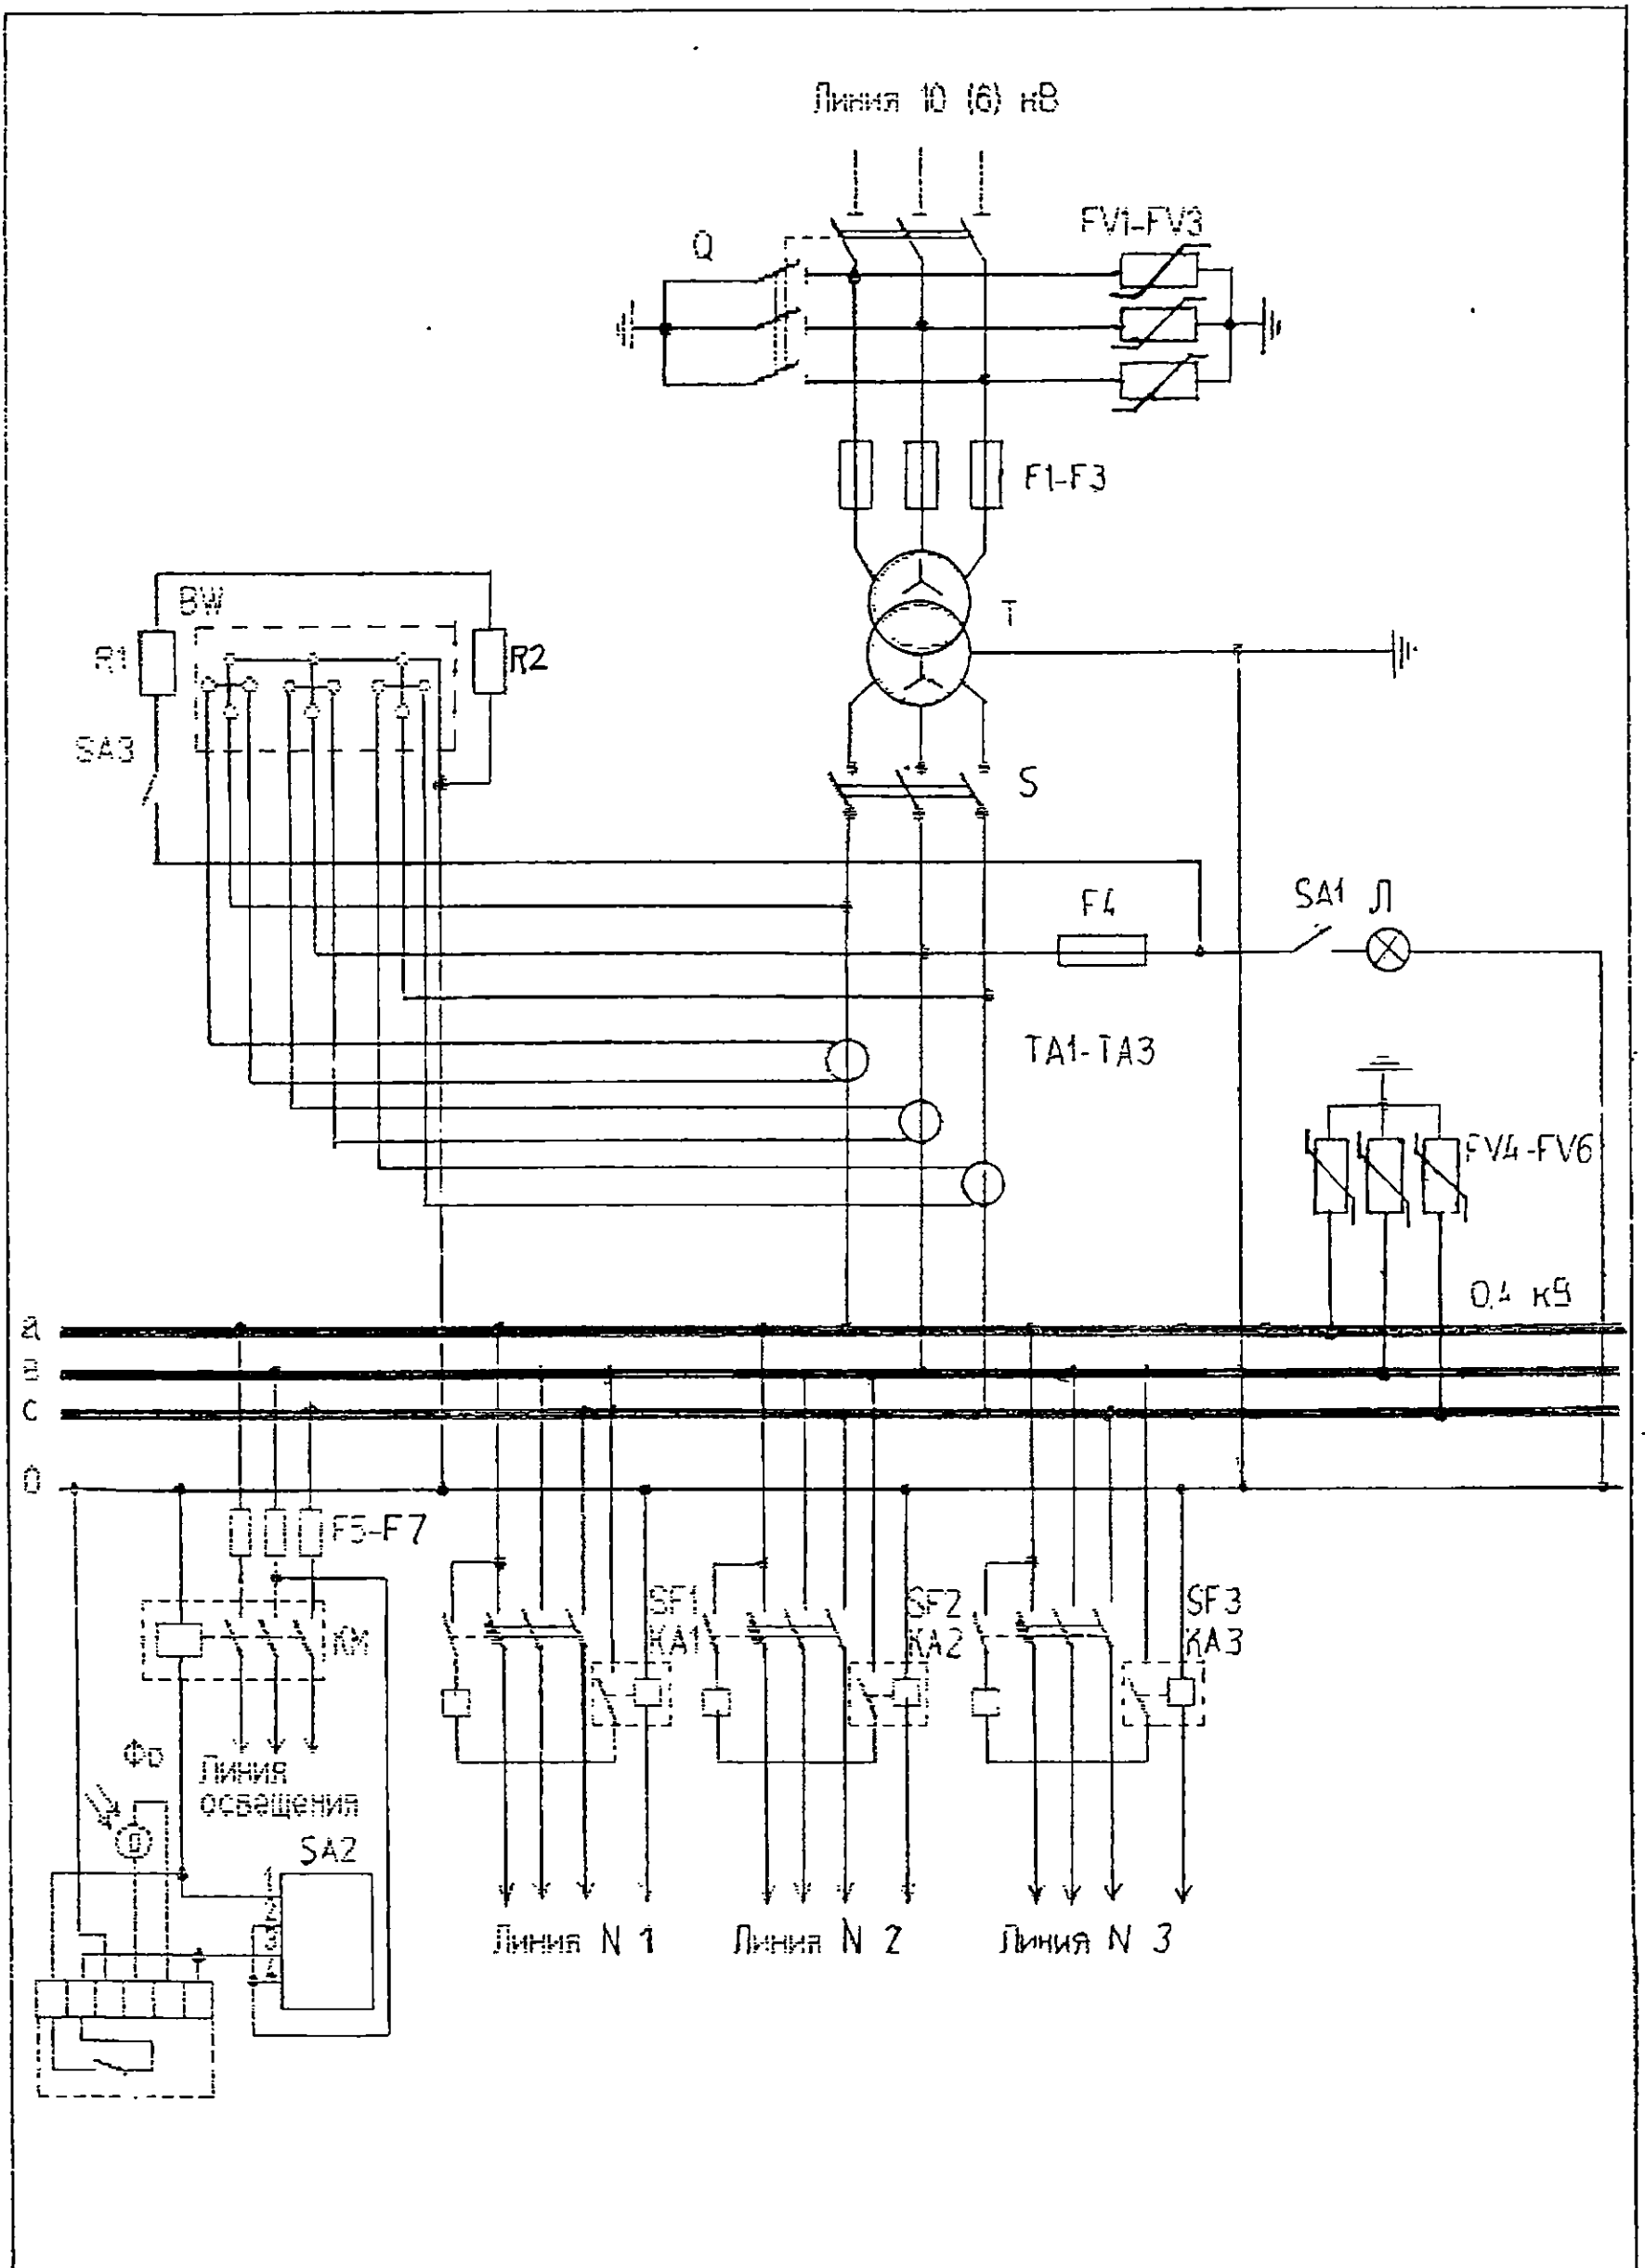 Линия 10 (6) кВ
Q
FV1-FV3
F1-F3
BW
R1
R2
T
SA3
S
F4
SA1
Л
TA1-TA3
FV4-FV6
0,4
C
0
F5-F7
SF1
KA1
SF2
KA2
SF3
KA3
KM
Линия
освещения
SA2
1
2
3
4
Линия N 1
Линия N 2
Линия N 3